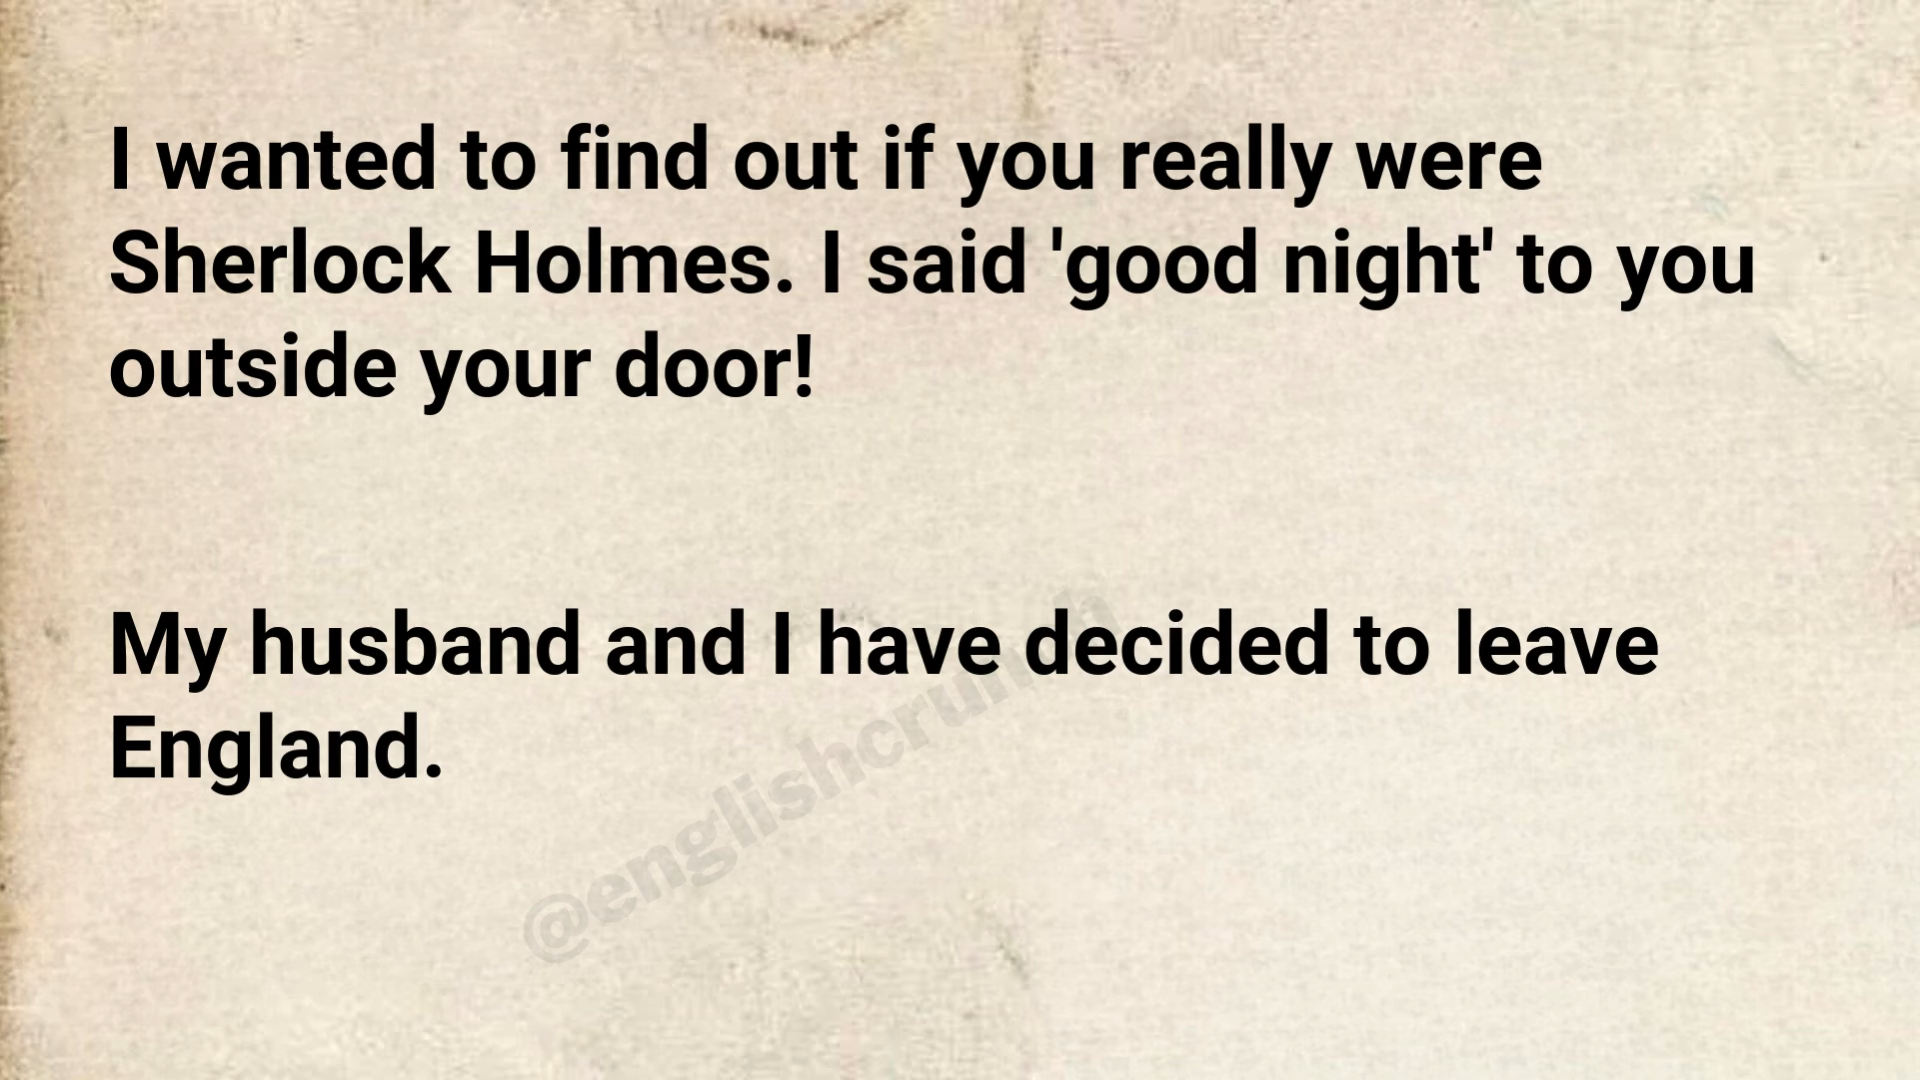 I wanted to find out if you really were
Sherlock Holmes. I said 'good night' to you
outside your door!
My husband and I have decided to leave
England.
@englishcrunch